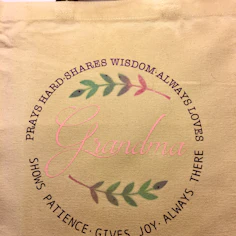 PRAYS HARD·SHARES WISDOM·ALWAYS LOVES
Grandma
SHOWS PATIENCE·GIVES JOY·ALWAYS THERE